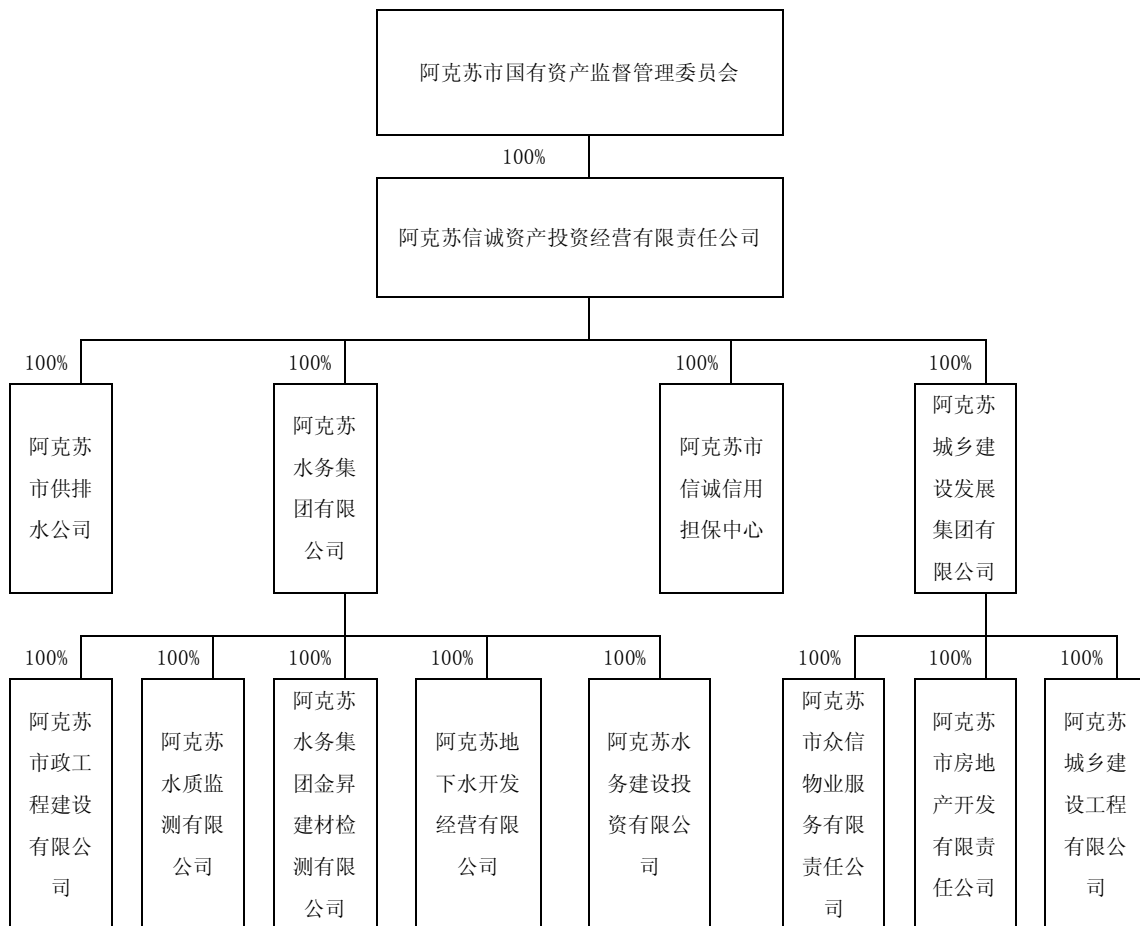 阿克苏市国有资产监督管理委员会
100%
阿克苏信诚资产投资经营有限责任公司
100%
100%
100%
100%
阿克苏
市供排
水公司
阿克苏
水务集
团有限
公司
阿克苏市
信诚信用
担保中心
阿克苏
城乡建
设发展
集团有
限公司
100%
100%
100%
100%
100%
100%
100%
100%
阿克苏
市政工
程建设
有限公
司
阿克苏
水质监
测有限
公司
阿克苏
水务集
团金昇
建材检
测有限
公司
阿克苏地
下水开发
经营有限
公司
阿克苏水
务建设投
资有限公
司
阿克苏
市众信
物业服
务有限
责任公
司
阿克苏
市房地
产开发
有限责
任公司
阿克苏
城乡建
设工程
有限公
司